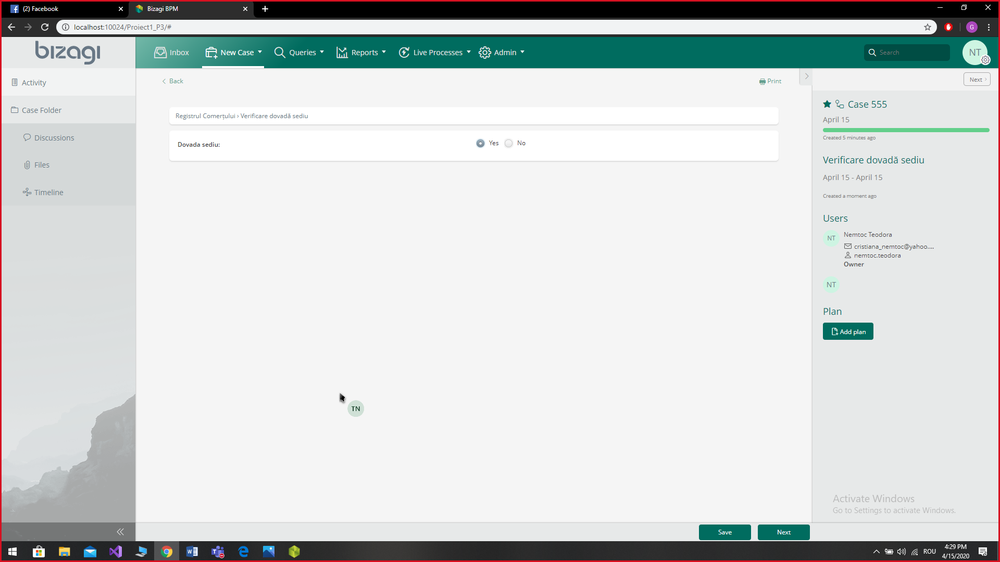 (2) Facebook
Bizagi BPM
localhost:10024/Proiect1_P3/#
G
bizagi
Inbox
New Case
Queries
Reports
Live Processes
Admin
Search
NT
Activity
Case Folder
Discussions
Files
Timeline
Back
Print
Next
Registrul Comerțului › Verificare dovadă sediu
Dovada sediu:
Yes
No
Case 555
April 15
Created 5 minutes ago
Verificare dovadă sediu
April 15 - April 15
Created a moment ago
Users
NT
Nemtoc Teodora
cristiana_nemtoc@yahoo....
nemtoc.teodora
Owner
NT
Plan
Add plan
TN
Activate Windows
Go to Settings to activate Windows.
Save
Next
ROU
4:29 PM
4/15/2020